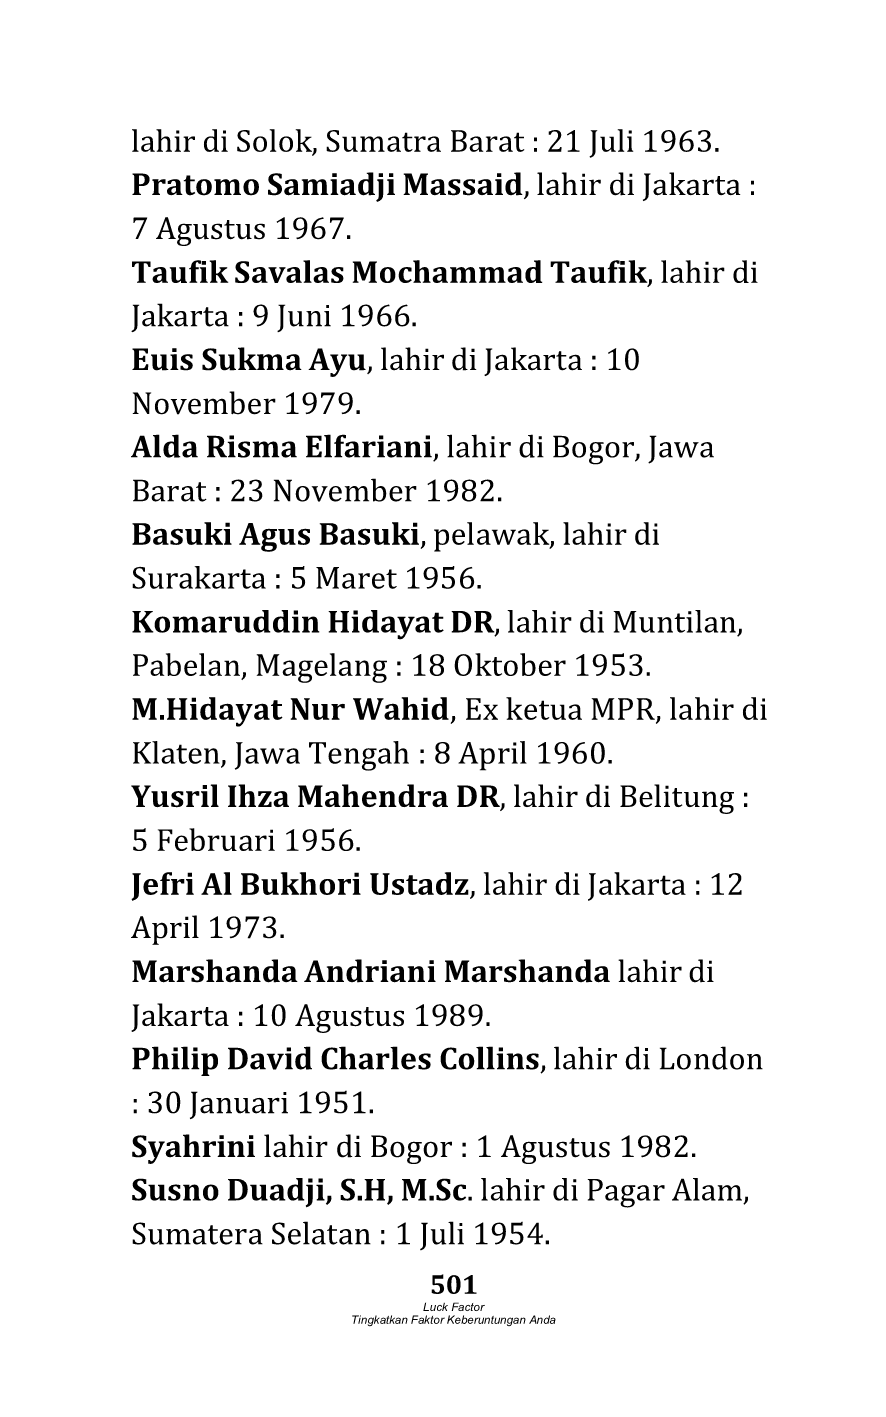 lahir di Solok, Sumatra Barat : 21 Juli 1963.
Pratomo Samiadji Massaid, lahir di Jakarta :
7 Agustus 1967.
Taufik Savalas Mochammad Taufik, lahir di
Jakarta : 9 Juni 1966.
Euis Sukma Ayu, lahir di Jakarta : 10
November 1979.
Alda Risma Elfariani, lahir di Bogor, Jawa
Barat : 23 November 1982.
Basuki Agus Basuki, pelawak, lahir di
Surakarta : 5 Maret 1956.
Komaruddin Hidayat DR, lahir di Muntilan,
Pabelan, Magelang : 18 Oktober 1953.
M.Hidayat Nur Wahid, Ex ketua MPR, lahir di
Klaten, Jawa Tengah : 8 April 1960.
Yusril Ihza Mahendra DR, lahir di Belitung :
5 Februari 1956.
Jefri Al Bukhori Ustadz, lahir di Jakarta : 12
April 1973.
Marshanda Andriani Marshanda lahir di
Jakarta : 10 Agustus 1989.
Philip David Charles Collins, lahir di London
: 30 Januari 1951.
Syahrini lahir di Bogor : 1 Agustus 1982.
Susno Duadji, S.H, M.Sc. lahir di Pagar Alam,
Sumatera Selatan : 1 Juli 1954.
501
Luck Factor
Tingkatkan Faktor Keberuntungan Anda